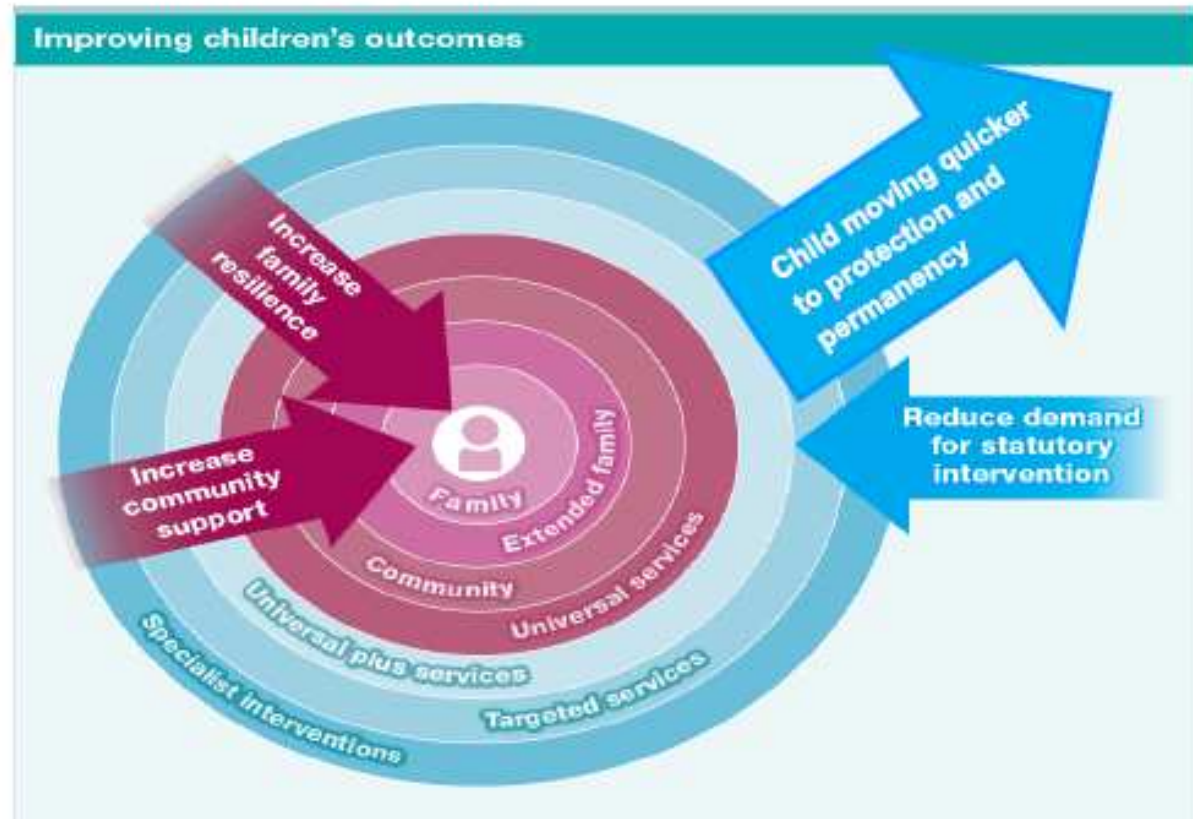 Improving children's outcomes
Increase
family
resilience
Increase
community
support
Child moving quicker
to protection and
permanency
Reduce demand
for statutory
intervention
Family
Extended family
Community
Universal services
Universal plus services
Targeted services
Specialist interventions